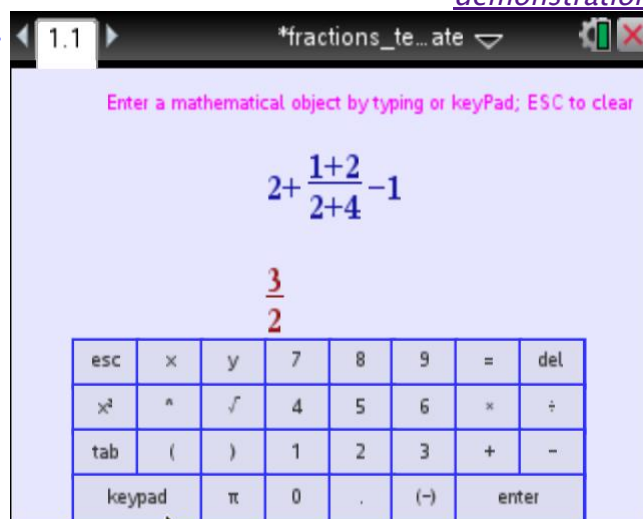 demonstration
1.1 *fractions_te…ate
Enter a mathematical object by typing or keyPad; ESC to clear
2+ 1+2/2+4 −1
3/2
esc x y 7 8 9 = del
x² ^ √ 4 5 6 × ÷
tab ( ) 1 2 3 + −
keypad π 0 . (−) enter